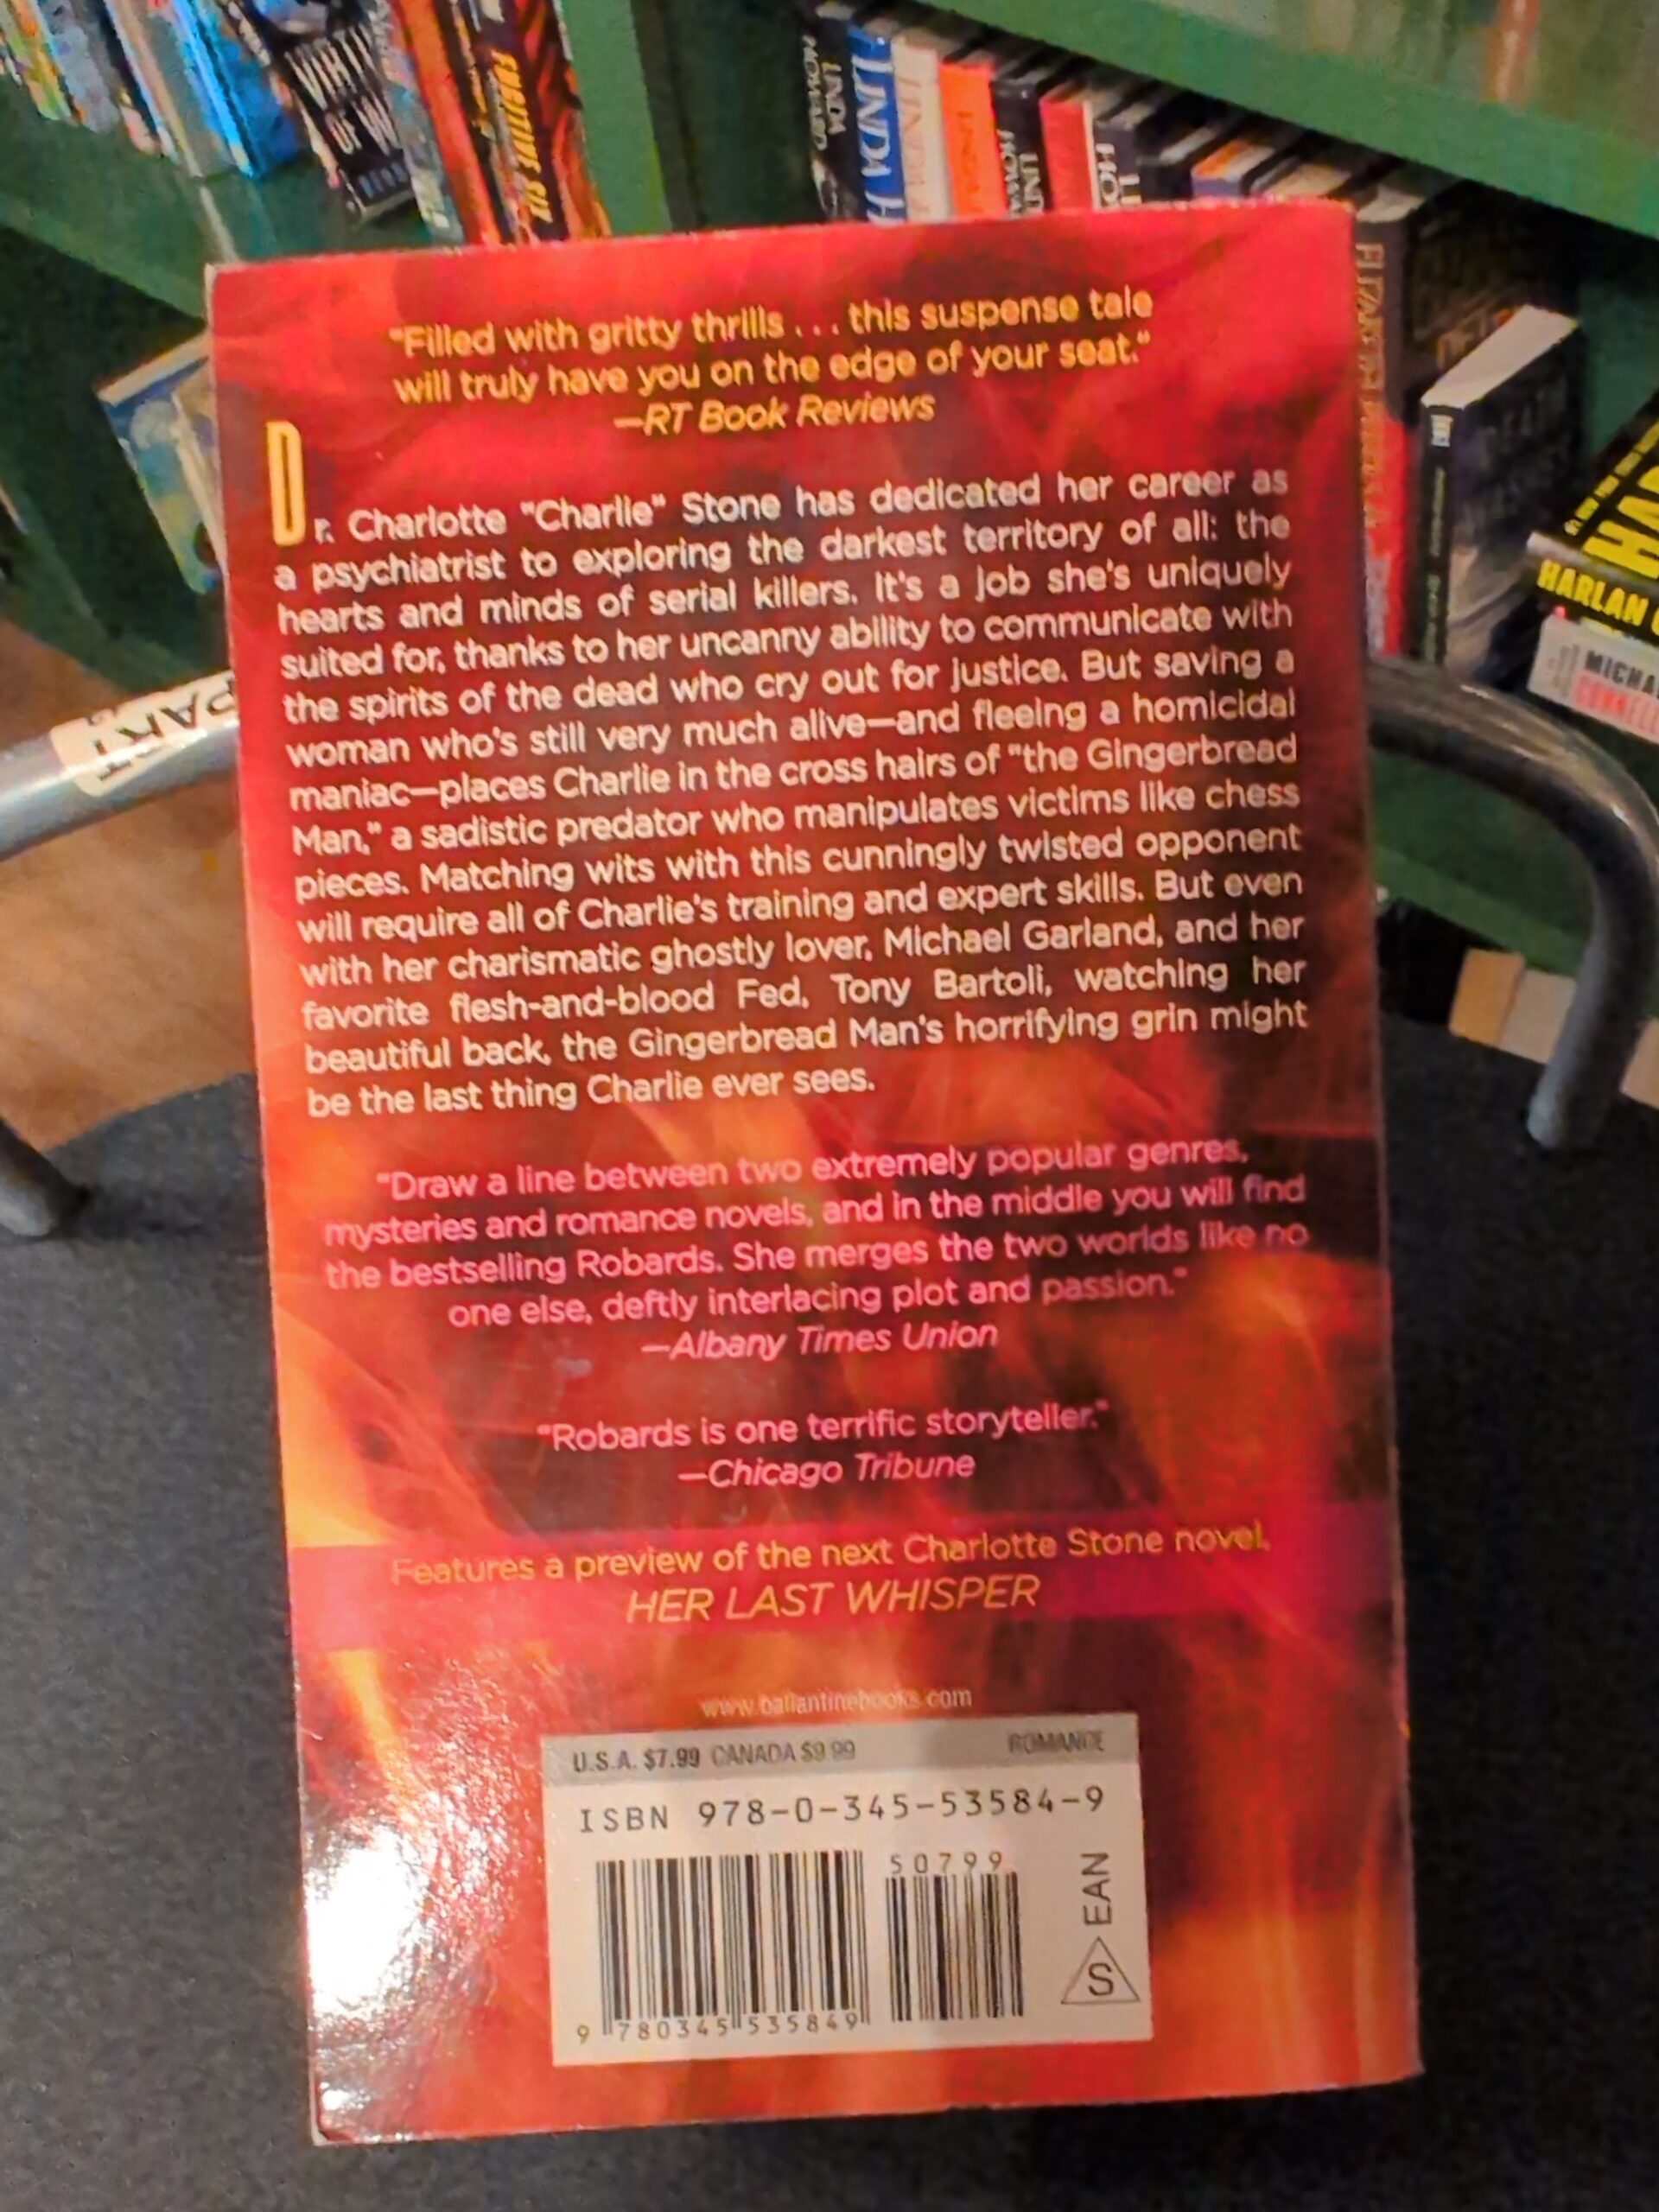 VIRTU
OF W
LINDA
HOWARD
LINDA H
LINDA
LINDA
HOWA
HARLAN
MICHA
PART
"Filled with gritty thrills . . . this suspense tale
will truly have you on the edge of your seat."
—RT Book Reviews
Dr. Charlotte "Charlie" Stone has dedicated her career as
a psychiatrist to exploring the darkest territory of all: the
hearts and minds of serial killers. It's a job she's uniquely
suited for, thanks to her uncanny ability to communicate with
the spirits of the dead who cry out for justice. But saving a
woman who's still very much alive—and fleeing a homicidal
maniac—places Charlie in the cross hairs of "the Gingerbread
Man," a sadistic predator who manipulates victims like chess
pieces. Matching wits with this cunningly twisted opponent
will require all of Charlie's training and expert skills. But even
with her charismatic ghostly lover, Michael Garland, and her
favorite flesh-and-blood Fed, Tony Bartoli, watching her
beautiful back, the Gingerbread Man's horrifying grin might
be the last thing Charlie ever sees.
"Draw a line between two extremely popular genres,
mysteries and romance novels, and in the middle you will find
the bestselling Robards. She merges the two worlds like no
one else, deftly interlacing plot and passion."
—Albany Times Union
"Robards is one terrific storyteller."
—Chicago Tribune
Features a preview of the next Charlotte Stone novel,
HER LAST WHISPER
www.ballantinebooks.com
U.S.A. $7.99 CANADA $9.99 ROMANCE
ISBN 978-0-345-53584-9
50799
9 780345 535849
EAN
S